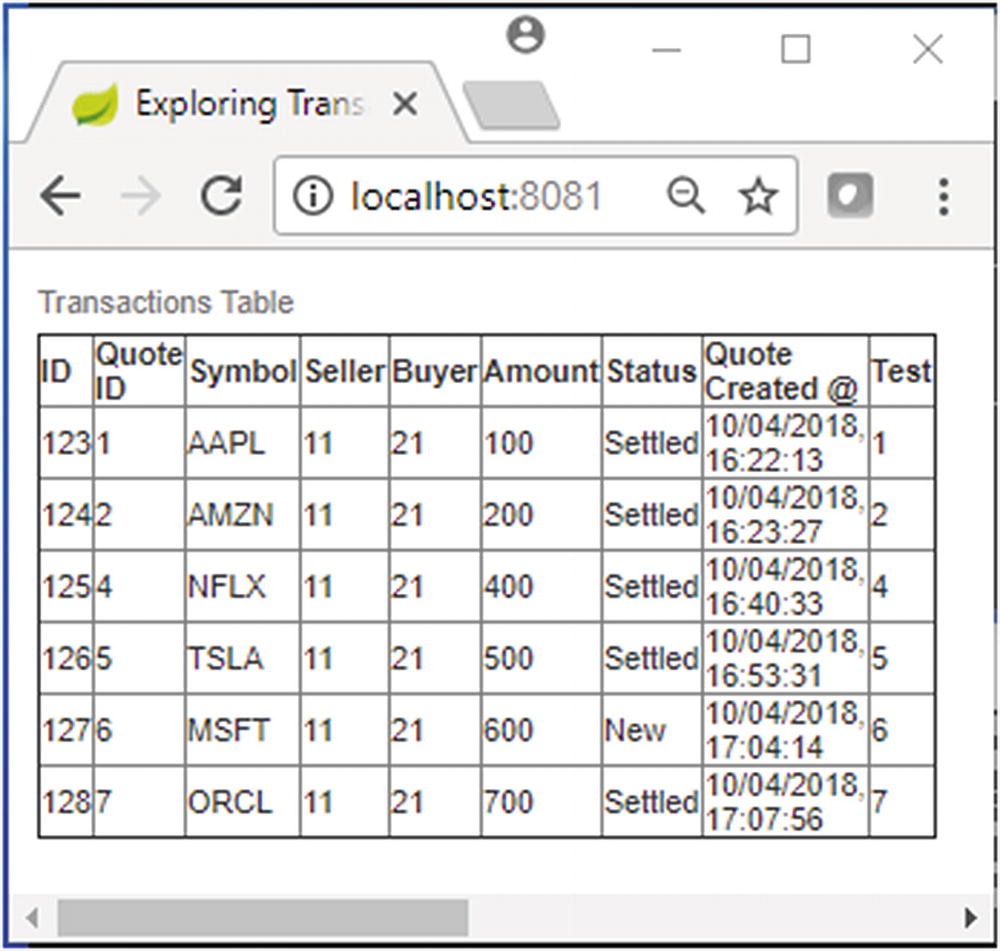 Exploring Trans
localhost:8081
Transactions Table
ID Quote ID Symbol Seller Buyer Amount Status Quote Created @ Test
123 1 AAPL 11 21 100 Settled 10/04/2018, 16:22:13 1
124 2 AMZN 11 21 200 Settled 10/04/2018, 16:23:27 2
125 4 NFLX 11 21 400 Settled 10/04/2018, 16:40:33 4
126 5 TSLA 11 21 500 Settled 10/04/2018, 16:53:31 5
127 6 MSFT 11 21 600 New 10/04/2018, 17:04:14 6
128 7 ORCL 11 21 700 Settled 10/04/2018, 17:07:56 7